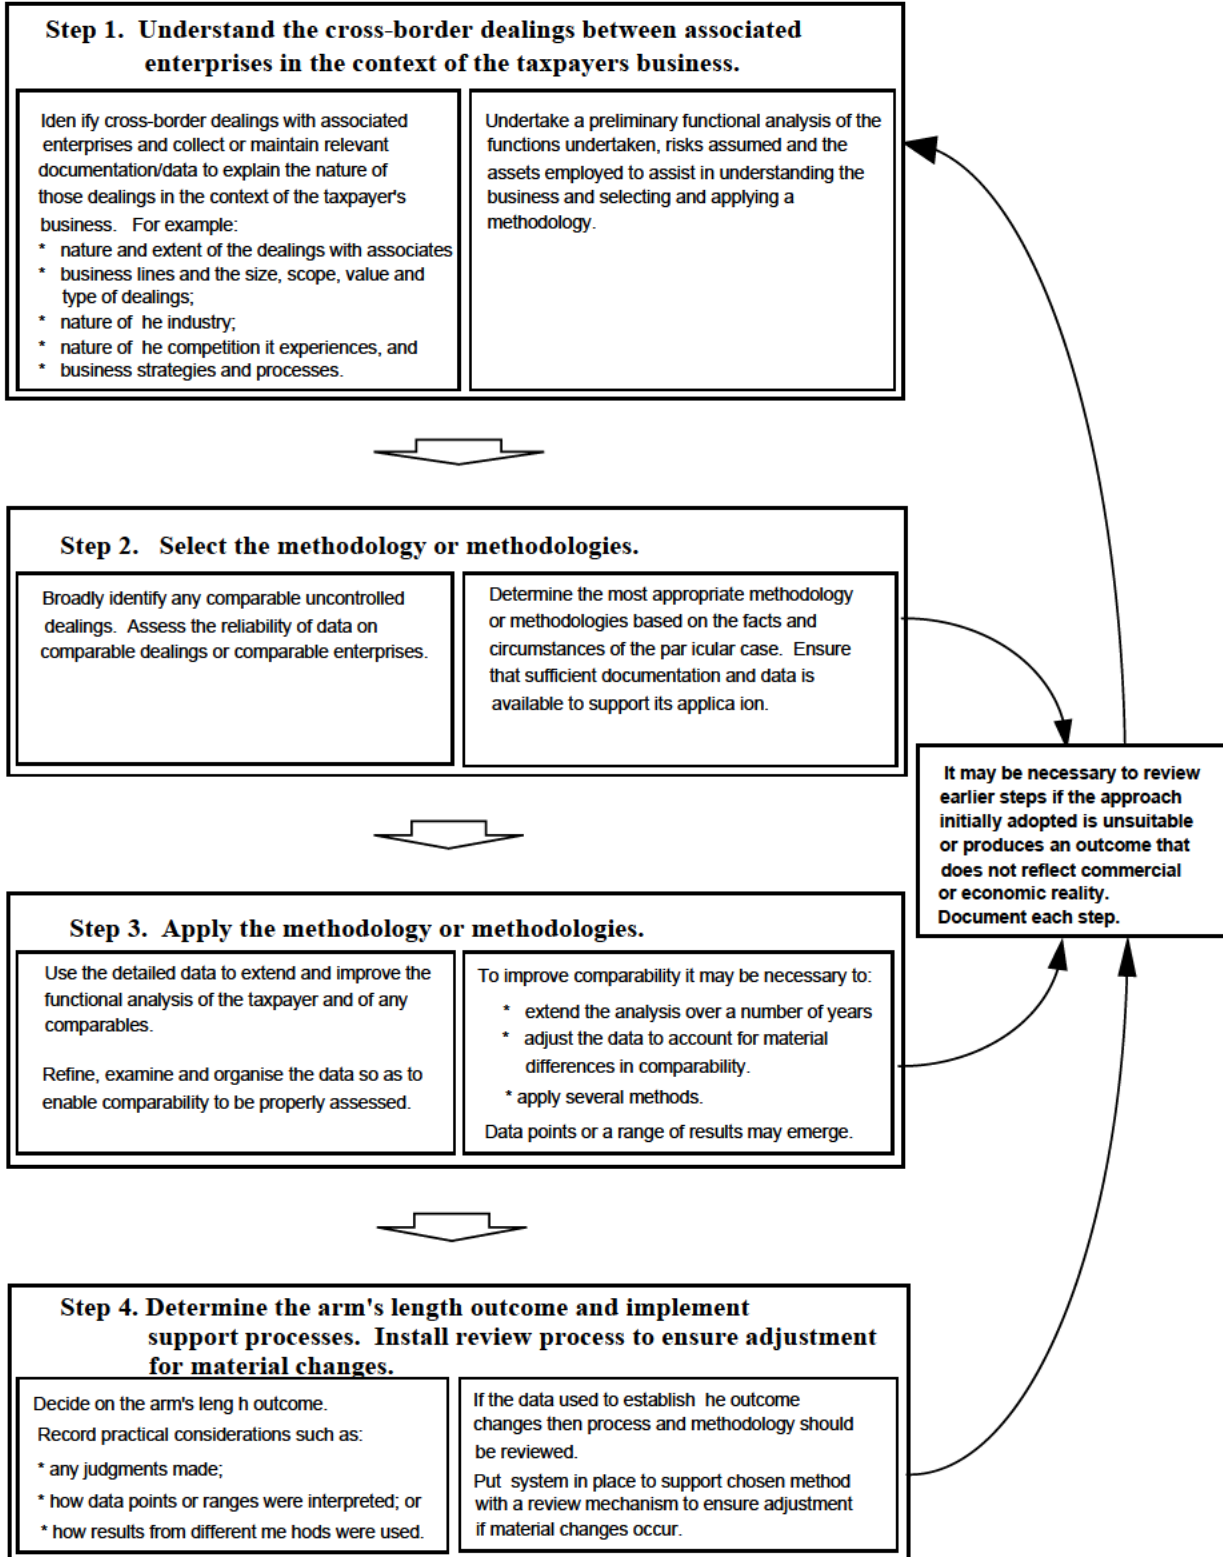 Step 1. Understand the cross-border dealings between associated
enterprises in the context of the taxpayers business.
Iden ify cross-border dealings with associated
enterprises and collect or maintain relevant
documentation/data to explain the nature of
those dealings in the context of the taxpayer's
business. For example:
* nature and extent of the dealings with associates
* business lines and the size, scope, value and
type of dealings;
* nature of he industry;
* nature of he competition it experiences, and
* business strategies and processes.
Undertake a preliminary functional analysis of the
functions undertaken, risks assumed and the
assets employed to assist in understanding the
business and selecting and applying a
methodology.
Step 2. Select the methodology or methodologies.
Broadly identify any comparable uncontrolled
dealings. Assess the reliability of data on
comparable dealings or comparable enterprises.
Determine the most appropriate methodology
or methodologies based on the facts and
circumstances of the par icular case. Ensure
that sufficient documentation and data is
available to support its applica ion.
It may be necessary to review
earlier steps if the approach
initially adopted is unsuitable
or produces an outcome that
does not reflect commercial
or economic reality.
Document each step.
Step 3. Apply the methodology or methodologies.
Use the detailed data to extend and improve the
functional analysis of the taxpayer and of any
comparables.
Refine, examine and organise the data so as to
enable comparability to be properly assessed.
To improve comparability it may be necessary to:
* extend the analysis over a number of years
* adjust the data to account for material
differences in comparability.
* apply several methods.
Data points or a range of results may emerge.
Step 4. Determine the arm's length outcome and implement
support processes. Install review process to ensure adjustment
for material changes.
Decide on the arm's leng h outcome.
Record practical considerations such as:
* any judgments made;
* how data points or ranges were interpreted; or
* how results from different me hods were used.
If the data used to establish he outcome
changes then process and methodology should
be reviewed.
Put system in place to support chosen method
with a review mechanism to ensure adjustment
if material changes occur.